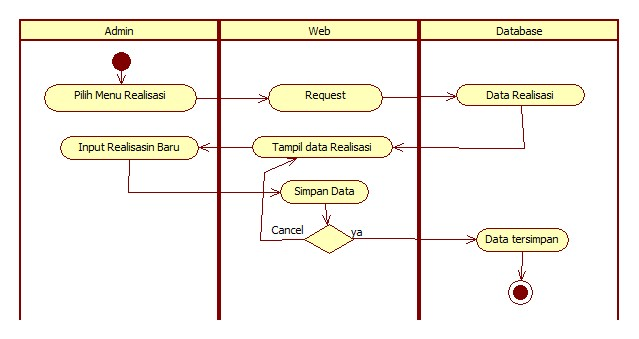 Admin
Web
Database
Pilih Menu Realisasi
Request
Data Realisasi
Input Realisasin Baru
Tampil data Realisasi
Simpan Data
Cancel
ya
Data tersimpan